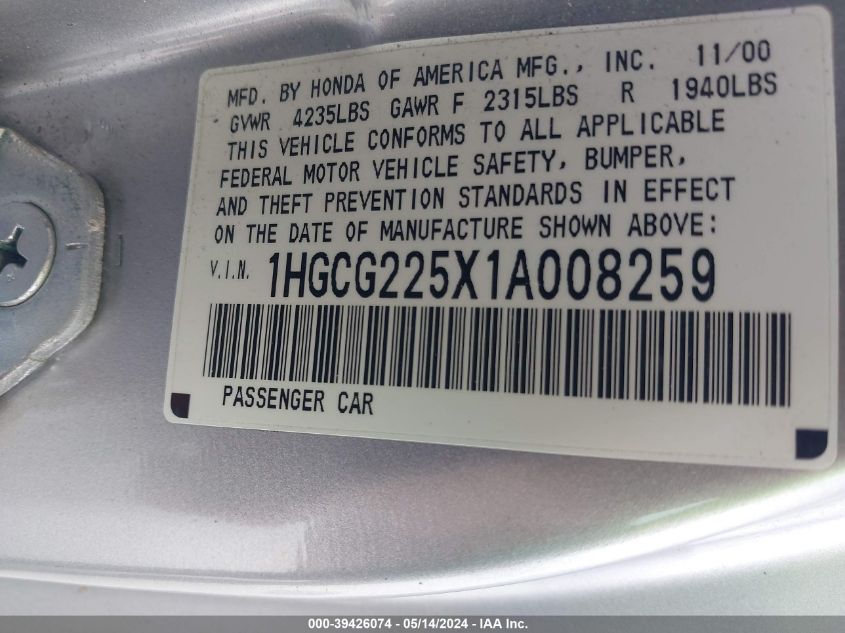 MFD. BY HONDA OF AMERICA MFG., INC. 11/00
GVWR 4235LBS GAWR F 2315LBS R 1940LBS
THIS VEHICLE CONFORMS TO ALL APPLICABLE
FEDERAL MOTOR VEHICLE SAFETY, BUMPER,
AND THEFT PREVENTION STANDARDS IN EFFECT
ON THE DATE OF MANUFACTURE SHOWN ABOVE:
V.I.N. 1HGCG225X1A008259
PASSENGER CAR
000-39426074 - 05/14/2024 - IAA Inc.